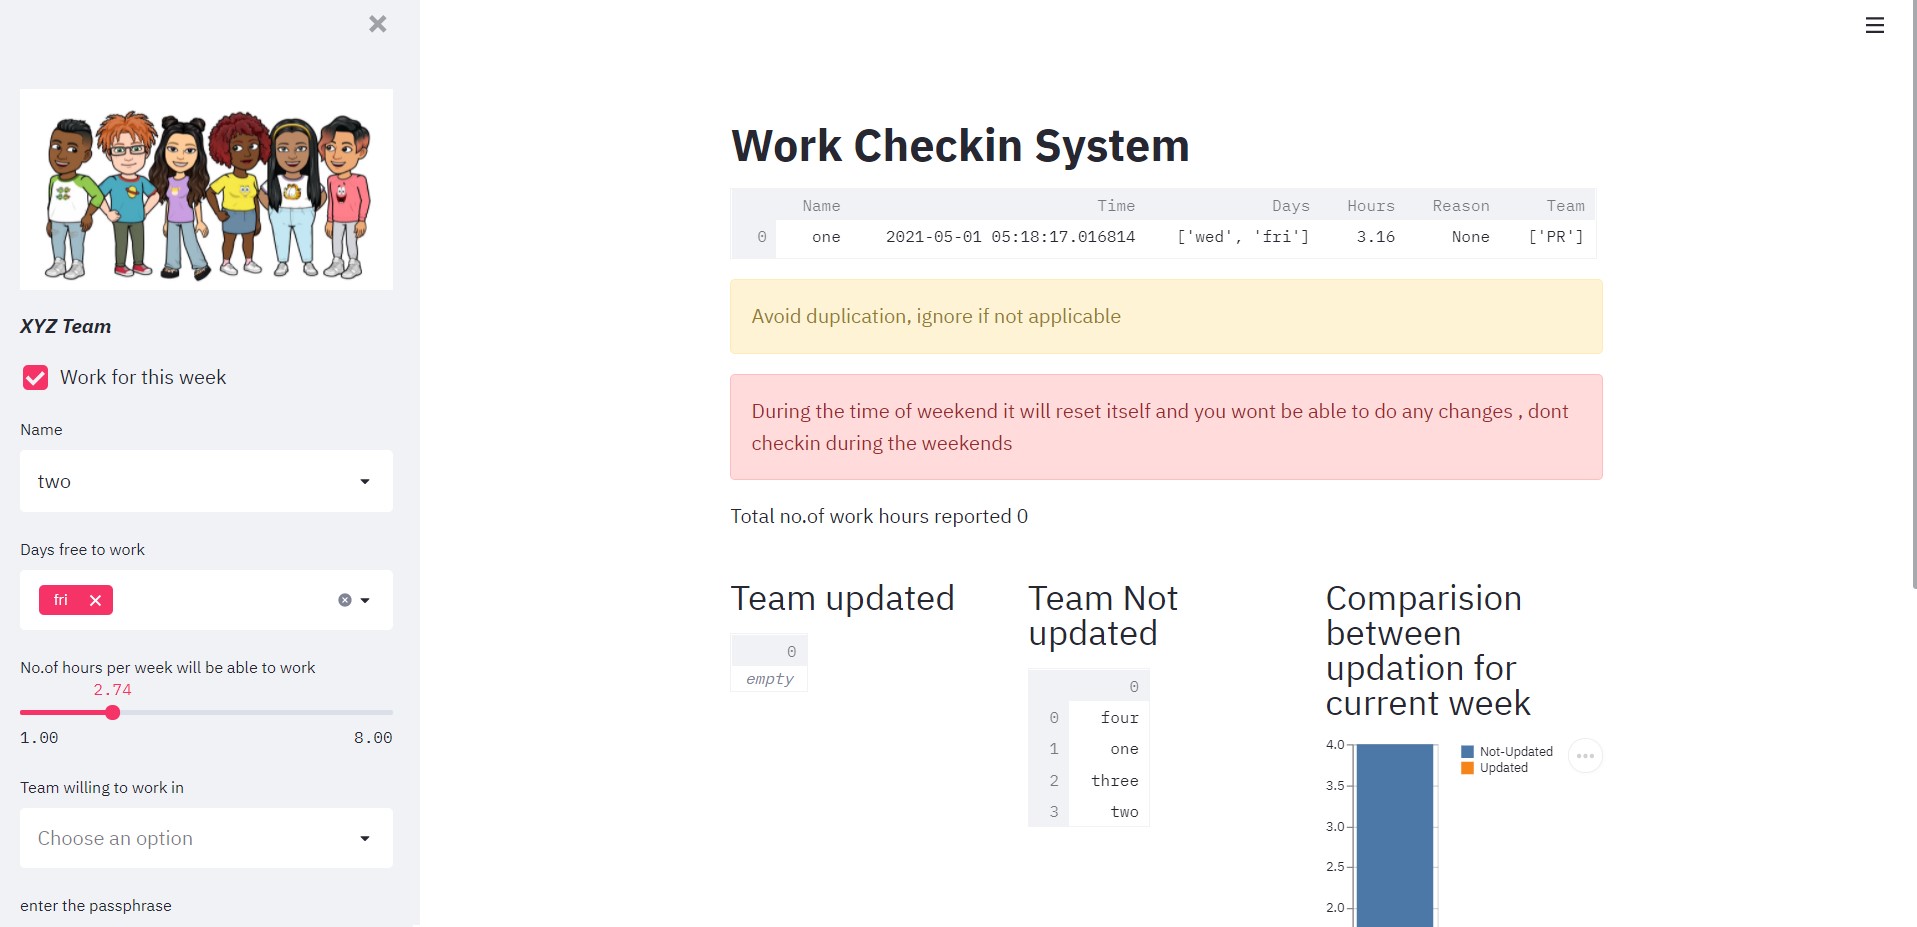 XYZ Team
Work for this week
Name
two
Days free to work
fri
No.of hours per week will be able to work
2.74
1.00 8.00
Team willing to work in
Choose an option
enter the passphrase
Work Checkin System
Name Time Days Hours Reason Team
0 one 2021-05-01 05:18:17.016814 ['wed', 'fri'] 3.16 None ['PR']
Avoid duplication, ignore if not applicable
During the time of weekend it will reset itself and you wont be able to do any changes , dont
checkin during the weekends
Total no.of work hours reported 0
Team updated
0
empty
Team Not
updated
0
0 four
1 one
2 three
3 two
Comparision
between
updation for
current week
4.0
3.5
3.0
2.5
2.0
Not-Updated
Updated